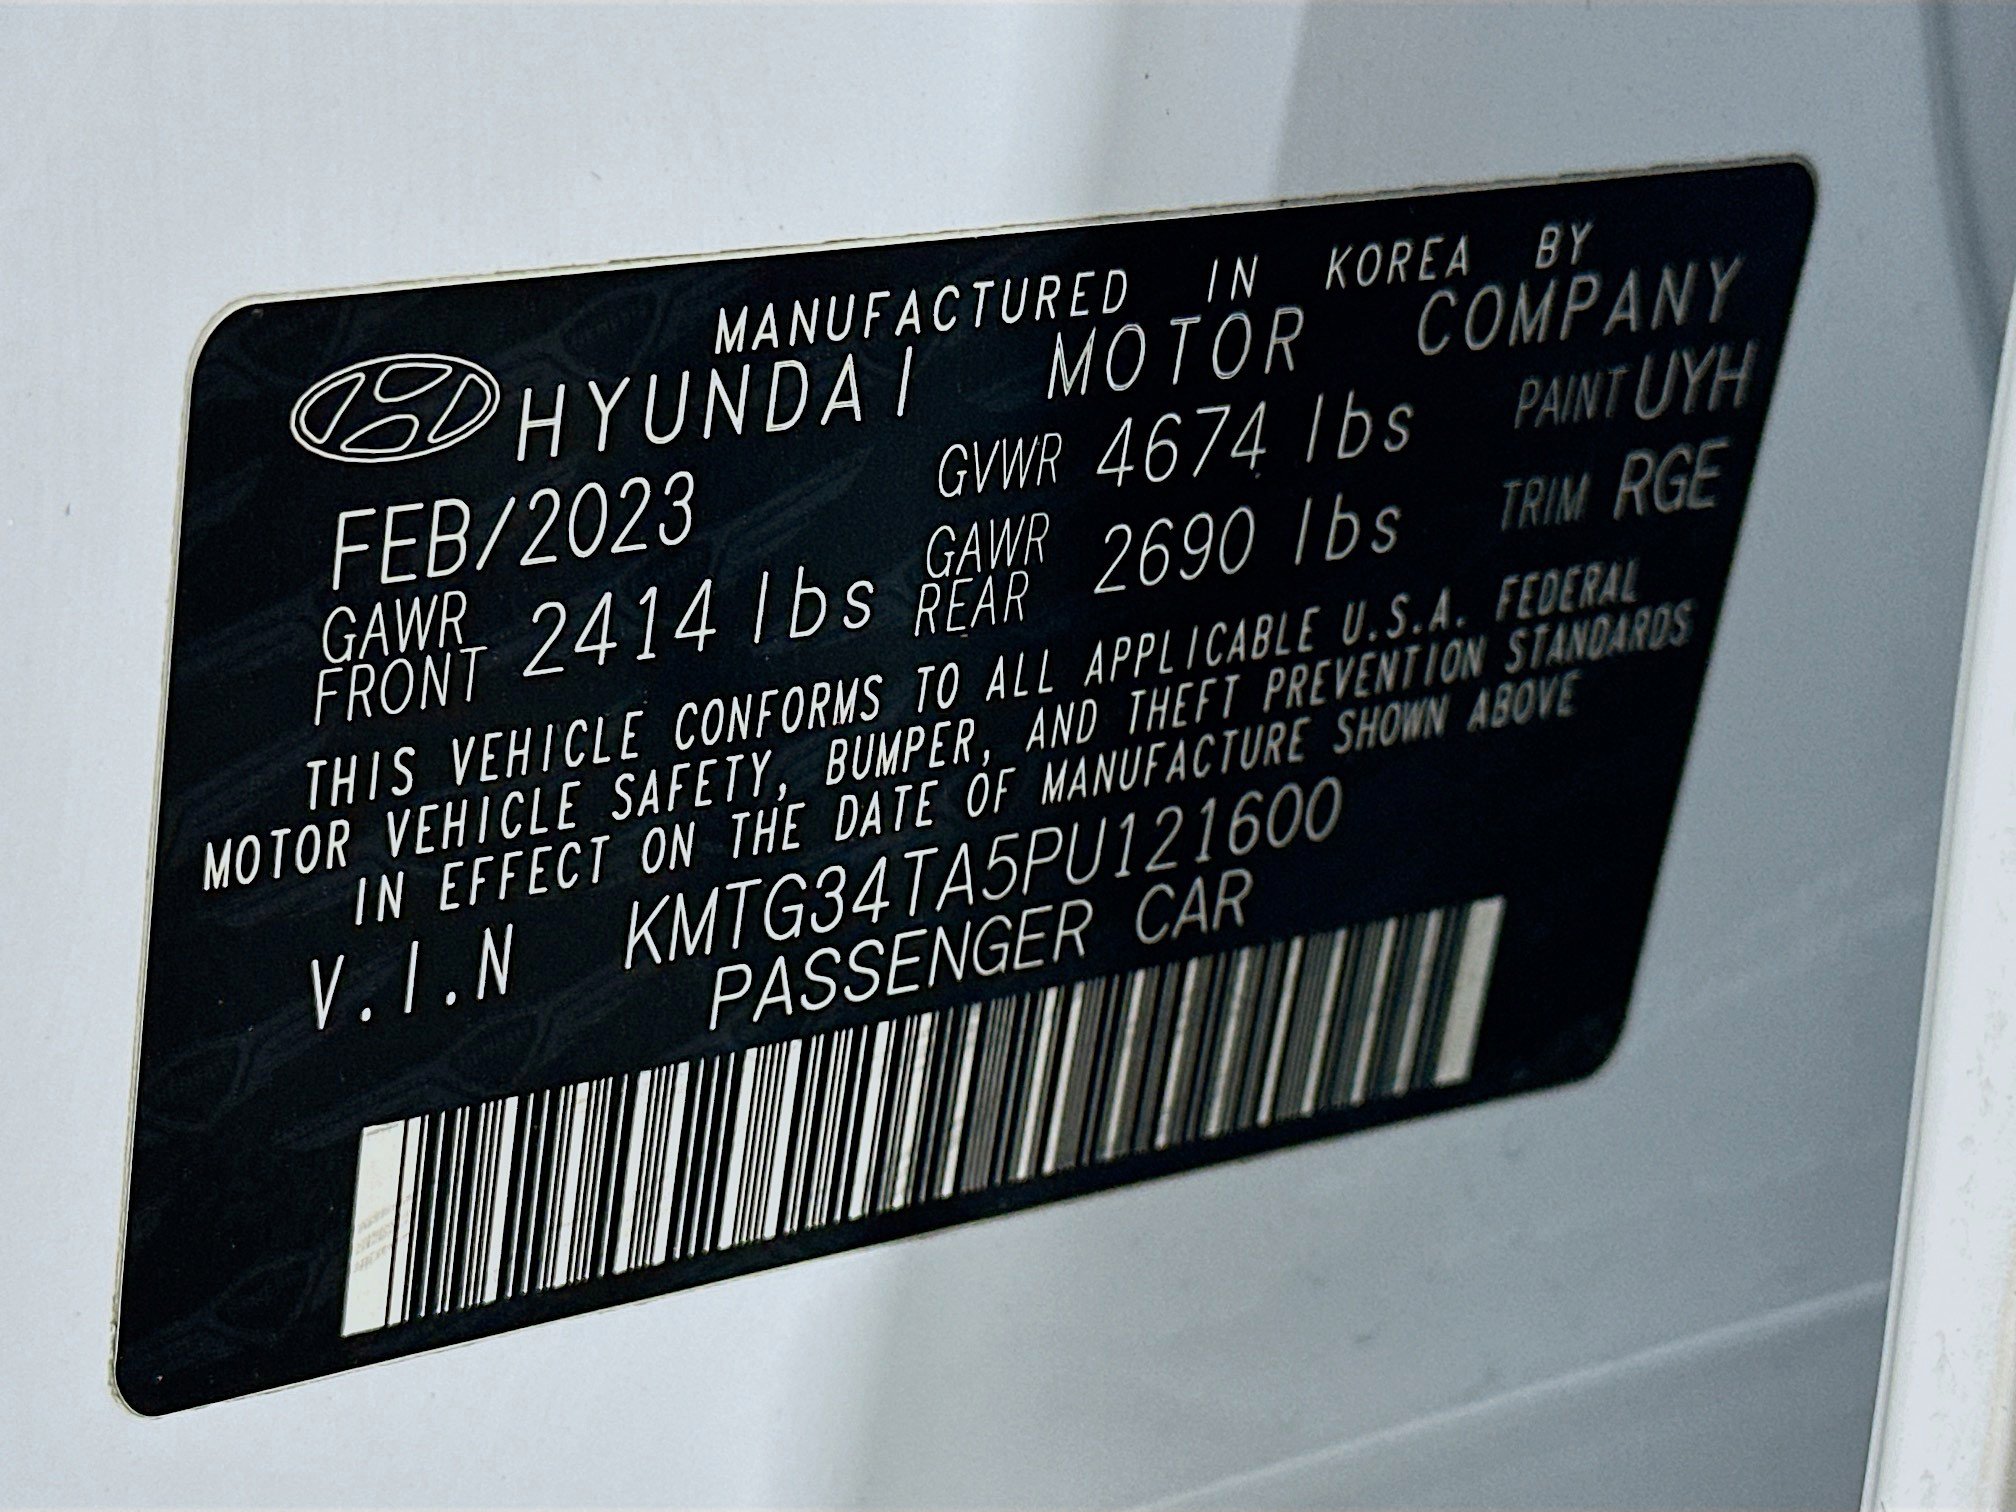 MANUFACTURED IN KOREA BY
HYUNDAI MOTOR COMPANY
FEB/2023 GVWR 4674 lbs PAINT UYH
GAWR FRONT 2414 lbs GAWR REAR 2690 lbs TRIM RGE
THIS VEHICLE CONFORMS TO ALL APPLICABLE U.S.A. FEDERAL
MOTOR VEHICLE SAFETY, BUMPER, AND THEFT PREVENTION STANDARDS
IN EFFECT ON THE DATE OF MANUFACTURE SHOWN ABOVE
V.I.N KMTG34TA5PU121600
PASSENGER CAR